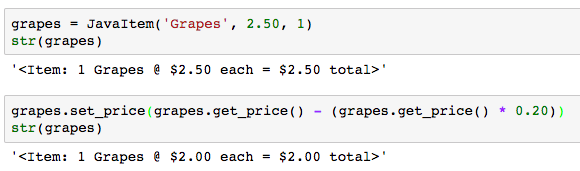 grapes = JavaItem('Grapes', 2.50, 1)
str(grapes)
'<Item: 1 Grapes @ $2.50 each = $2.50 total>'
grapes.set_price(grapes.get_price() - (grapes.get_price() * 0.20))
str(grapes)
'<Item: 1 Grapes @ $2.00 each = $2.00 total>'